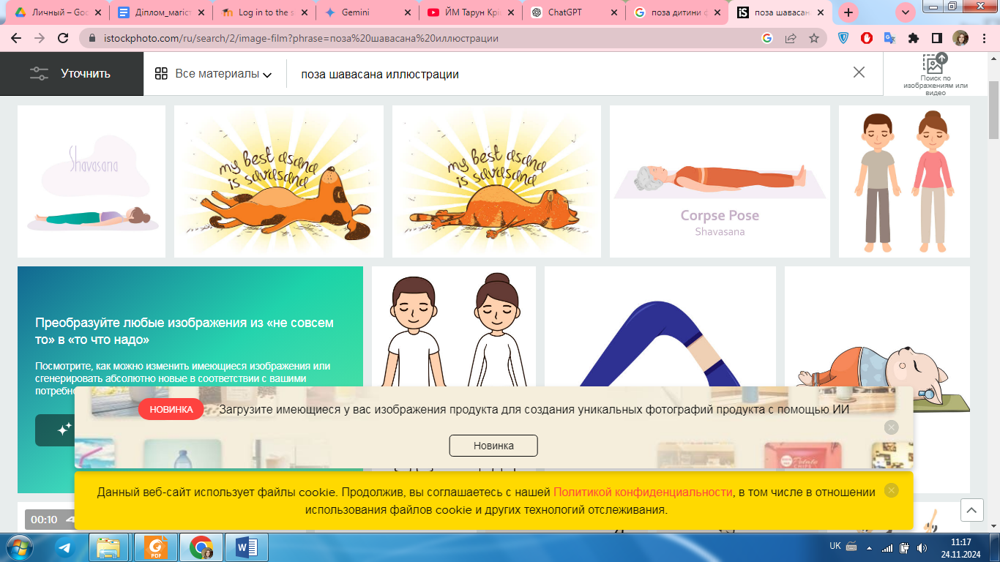 Личный – Goo
Діплом_магіст
Log in to the s
Gemini
ЙМ Тарун Крі
ChatGPT
поза дитини ф
поза шавасан
istockphoto.com/ru/search/2/image-film?phrase=поза%20шавасана%20иллюстрации
Уточнить
Все материалы
поза шавасана иллюстрации
Поиск по
изображениям или
видео
Shavasana
my best asana
is savasana
my best asana
is savasana
Corpse Pose
Shavasana
Преобразуйте любые изображения из «не совсем
то» в «то что надо»
Посмотрите, как можно изменить имеющиеся изображения или
сгенерировать абсолютно новые в соответствии с вашими
НОВИНКА
Загрузите имеющиеся у вас изображения продукта для создания уникальных фотографий продукта с помощью ИИ
Новинка
Potato
CHIPS
Данный веб-сайт использует файлы cookie. Продолжив, вы соглашаетесь с нашей Политикой конфиденциальности, в том числе в отношении
использования файлов cookie и других технологий отслеживания.
00:10
PDF
UK
11:17
24.11.2024